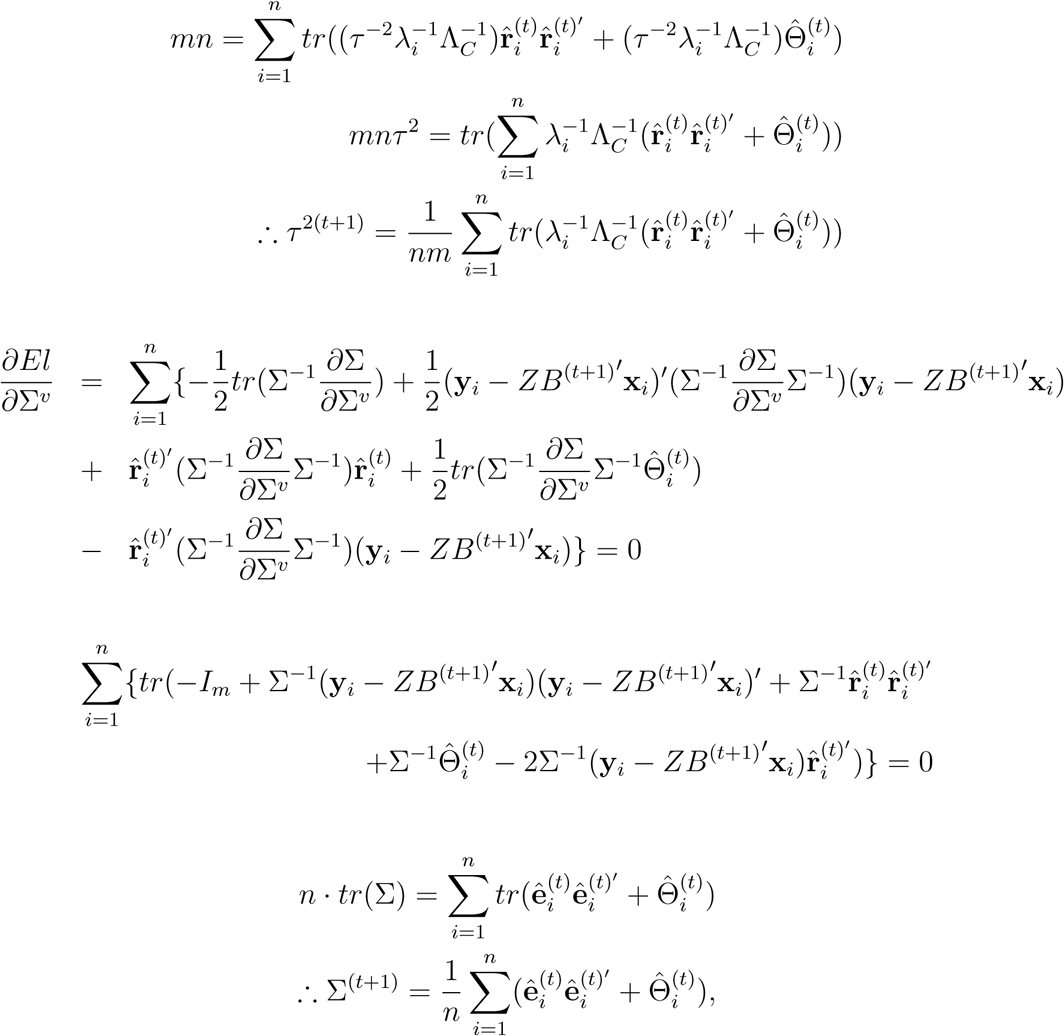 $mn = \sum_{i=1}^{n} tr((\tau^{-2}\lambda_i^{-1}\Lambda_C^{-1})\hat{\mathbf{r}}_i^{(t)}\hat{\mathbf{r}}_i^{(t)'} + (\tau^{-2}\lambda_i^{-1}\Lambda_C^{-1})\hat{\Theta}_i^{(t)})$
$mn\tau^2 = tr(\sum_{i=1}^{n} \lambda_i^{-1}\Lambda_C^{-1}(\hat{\mathbf{r}}_i^{(t)}\hat{\mathbf{r}}_i^{(t)'} + \hat{\Theta}_i^{(t)}))$
$\therefore \tau^{2(t+1)} = \frac{1}{nm}\sum_{i=1}^{n} tr(\lambda_i^{-1}\Lambda_C^{-1}(\hat{\mathbf{r}}_i^{(t)}\hat{\mathbf{r}}_i^{(t)'} + \hat{\Theta}_i^{(t)}))$
$\frac{\partial El}{\partial \Sigma^v} = \sum_{i=1}^{n}\{-\frac{1}{2}tr(\Sigma^{-1}\frac{\partial \Sigma}{\partial \Sigma^v}) + \frac{1}{2}(\mathbf{y}_i - ZB^{(t+1)'}\mathbf{x}_i)'(\Sigma^{-1}\frac{\partial \Sigma}{\partial \Sigma^v}\Sigma^{-1})(\mathbf{y}_i - ZB^{(t+1)'}\mathbf{x}_i)$
$+ \hat{\mathbf{r}}_i^{(t)'}(\Sigma^{-1}\frac{\partial \Sigma}{\partial \Sigma^v}\Sigma^{-1})\hat{\mathbf{r}}_i^{(t)} + \frac{1}{2}tr(\Sigma^{-1}\frac{\partial \Sigma}{\partial \Sigma^v}\Sigma^{-1}\hat{\Theta}_i^{(t)})$
$- \hat{\mathbf{r}}_i^{(t)'}(\Sigma^{-1}\frac{\partial \Sigma}{\partial \Sigma^v}\Sigma^{-1})(\mathbf{y}_i - ZB^{(t+1)'}\mathbf{x}_i)\} = 0$
$\sum_{i=1}^{n}\{tr(-I_m + \Sigma^{-1}(\mathbf{y}_i - ZB^{(t+1)'}\mathbf{x}_i)(\mathbf{y}_i - ZB^{(t+1)'}\mathbf{x}_i)' + \Sigma^{-1}\hat{\mathbf{r}}_i^{(t)}\hat{\mathbf{r}}_i^{(t)'}$
$+\Sigma^{-1}\hat{\Theta}_i^{(t)} - 2\Sigma^{-1}(\mathbf{y}_i - ZB^{(t+1)'}\mathbf{x}_i)\hat{\mathbf{r}}_i^{(t)'})\} = 0$
$n \cdot tr(\Sigma) = \sum_{i=1}^{n} tr(\hat{\mathbf{e}}_i^{(t)}\hat{\mathbf{e}}_i^{(t)'} + \hat{\Theta}_i^{(t)})$
$\therefore \Sigma^{(t+1)} = \frac{1}{n}\sum_{i=1}^{n}(\hat{\mathbf{e}}_i^{(t)}\hat{\mathbf{e}}_i^{(t)'} + \hat{\Theta}_i^{(t)}),$